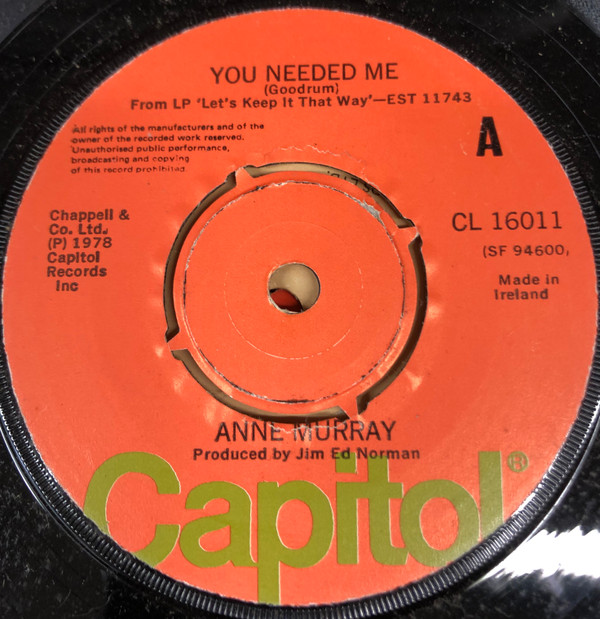 YOU NEEDED ME
(Goodrum)
From LP 'Let's Keep It That Way'—EST 11743
All rights of the manufacturers and of the
owner of the recorded work reserved.
Unauthorised public performance,
broadcasting and copying
of this record prohibited.
A
Chappell &
Co. Ltd.
(P) 1978
Capitol
Records
Inc
CL 16011
(SF 94600,
Made in
Ireland
ANNE MURRAY
Produced by Jim Ed Norman
Capitol®